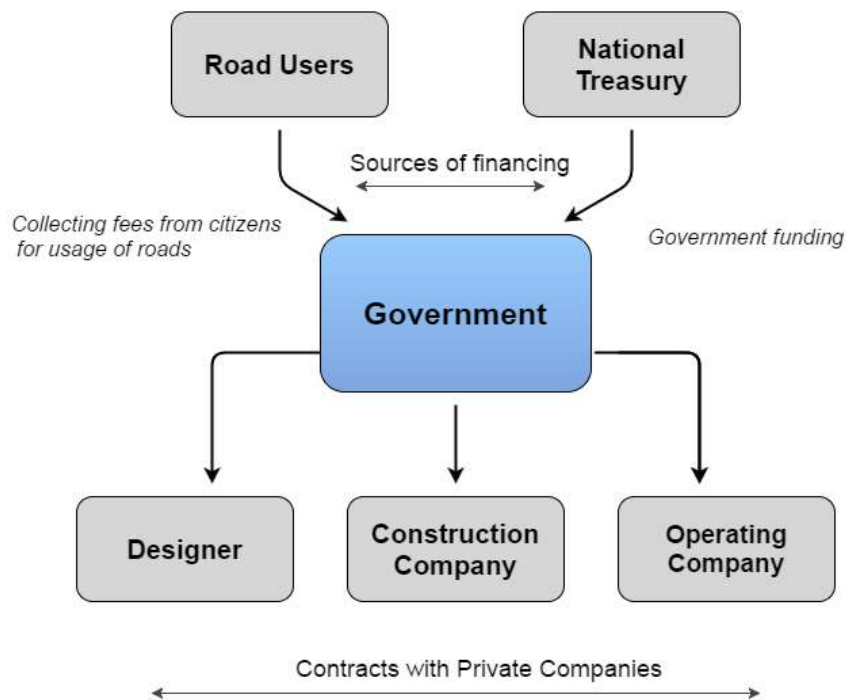 Road Users
National
Treasury
Sources of financing
Collecting fees from citizens
for usage of roads
Government funding
Government
Designer
Construction
Company
Operating
Company
Contracts with Private Companies